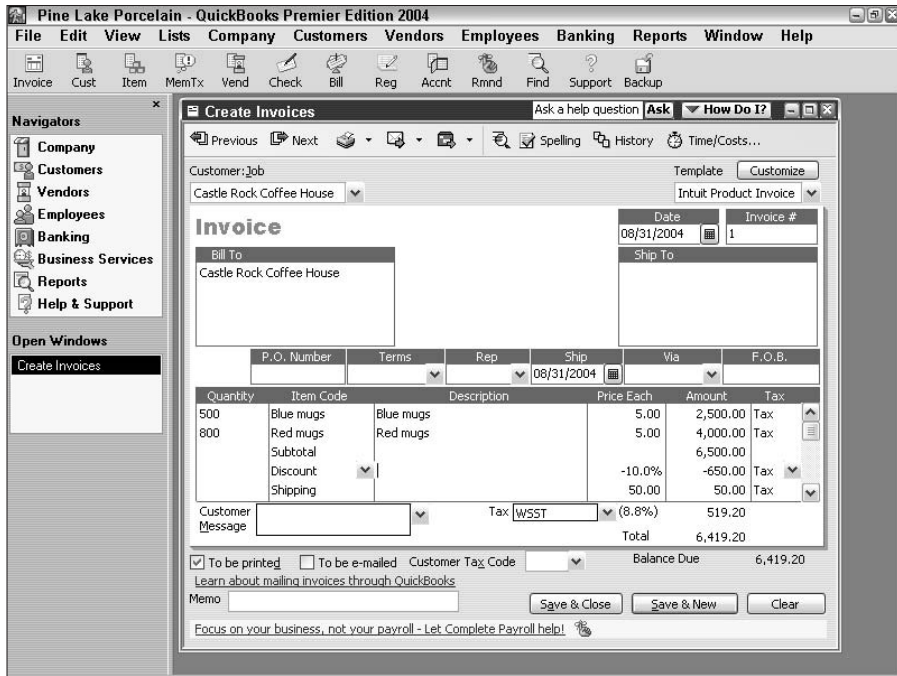 Pine Lake Porcelain - QuickBooks Premier Edition 2004
File Edit View Lists Company Customers Vendors Employees Banking Reports Window Help
Invoice Cust Item MemTx Vend Check Bill Reg Accnt Rmnd Find Support Backup
Navigators
Company
Customers
Vendors
Employees
Banking
Business Services
Reports
Help & Support
Open Windows
Create Invoices
Create Invoices Ask a help question Ask How Do I?
Previous Next Spelling History Time/Costs...
Customer:Job Template Customize
Castle Rock Coffee House Intuit Product Invoice
Invoice Date Invoice #
08/31/2004 1
Bill To Ship To
Castle Rock Coffee House
P.O. Number Terms Rep Ship Via F.O.B.
08/31/2004
Quantity Item Code Description Price Each Amount Tax
500 Blue mugs Blue mugs 5.00 2,500.00 Tax
800 Red mugs Red mugs 5.00 4,000.00 Tax
Subtotal 6,500.00
Discount -10.0% -650.00 Tax
Shipping 50.00 50.00 Tax
Customer Message Tax WSST (8.8%) 519.20
Total 6,419.20
To be printed To be e-mailed Customer Tax Code Balance Due 6,419.20
Learn about mailing invoices through QuickBooks
Memo Save & Close Save & New Clear
Focus on your business, not your payroll - Let Complete Payroll help!